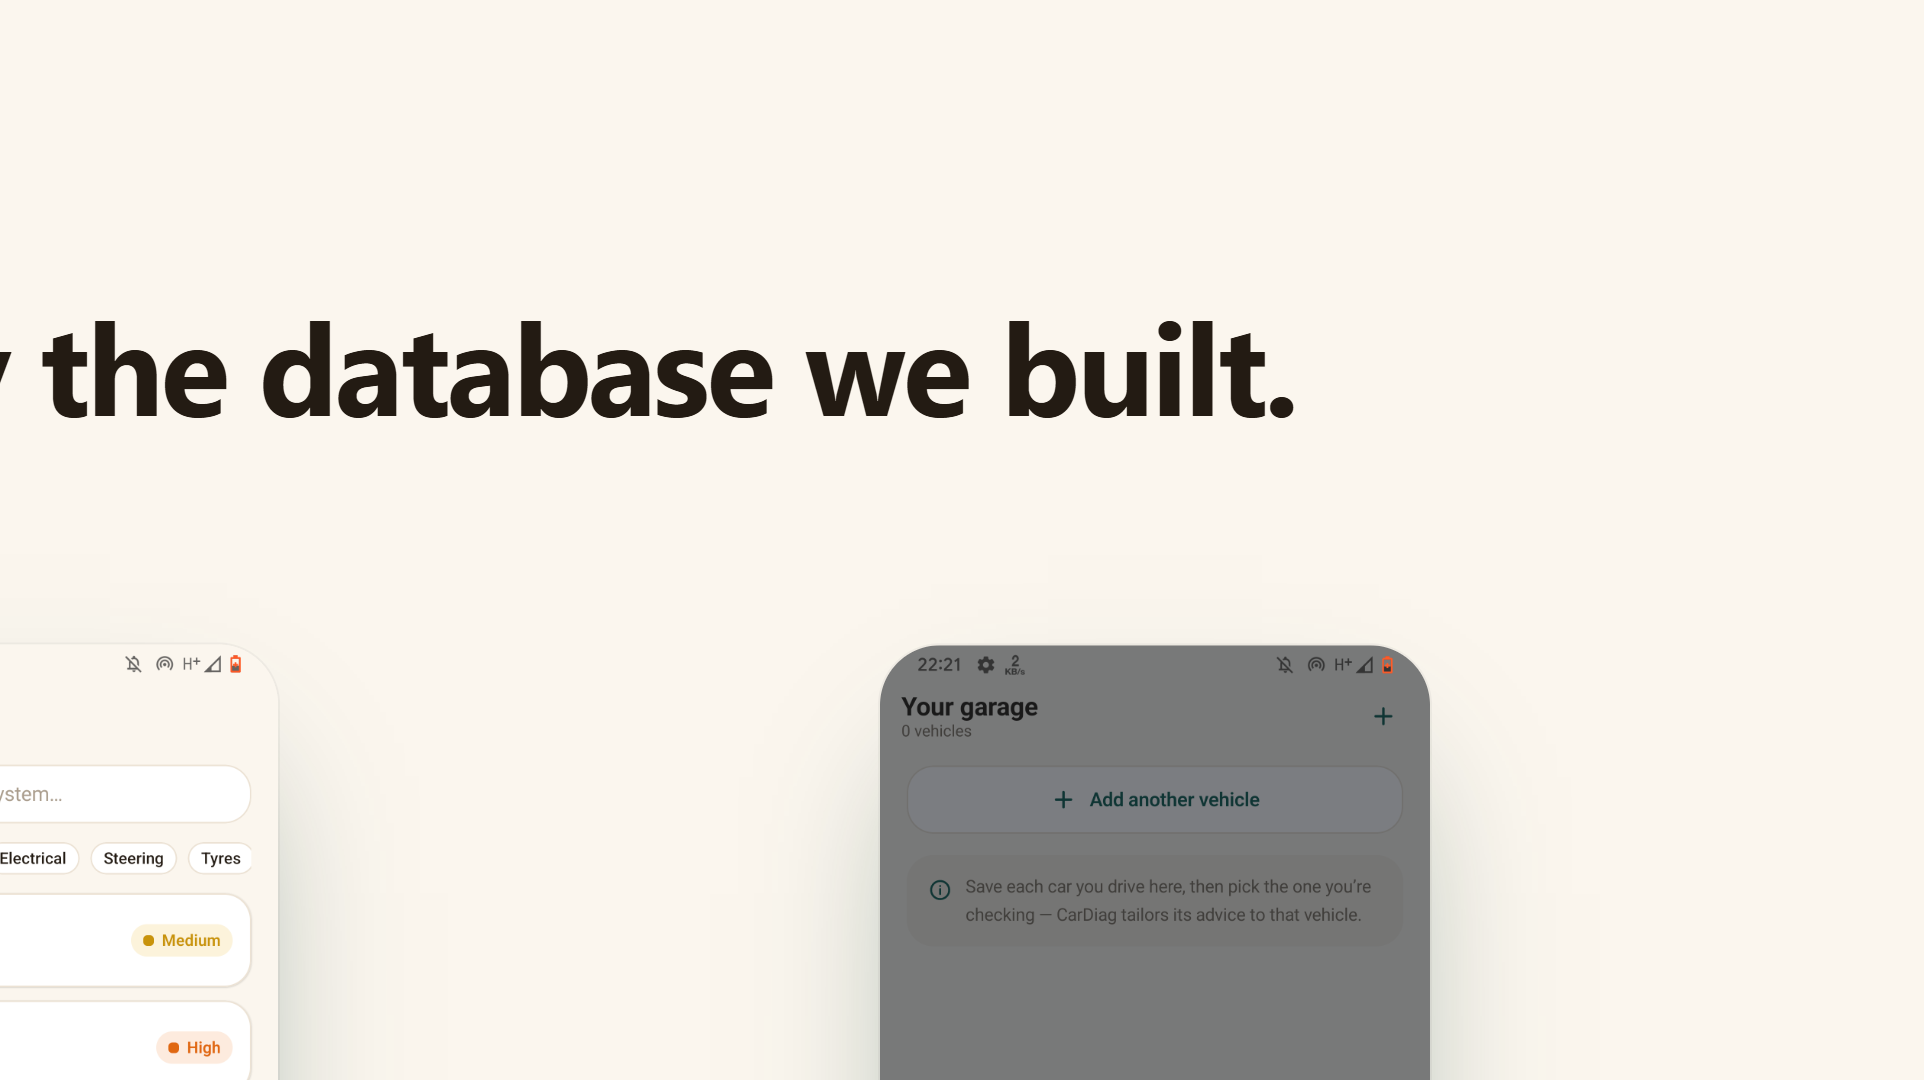 the database we built.
H+
ystem...
Electrical Steering Tyres
Medium
High
22:21 2 KB/s H+
Your garage
0 vehicles
+ Add another vehicle
Save each car you drive here, then pick the one you're
checking — CarDiag tailors its advice to that vehicle.